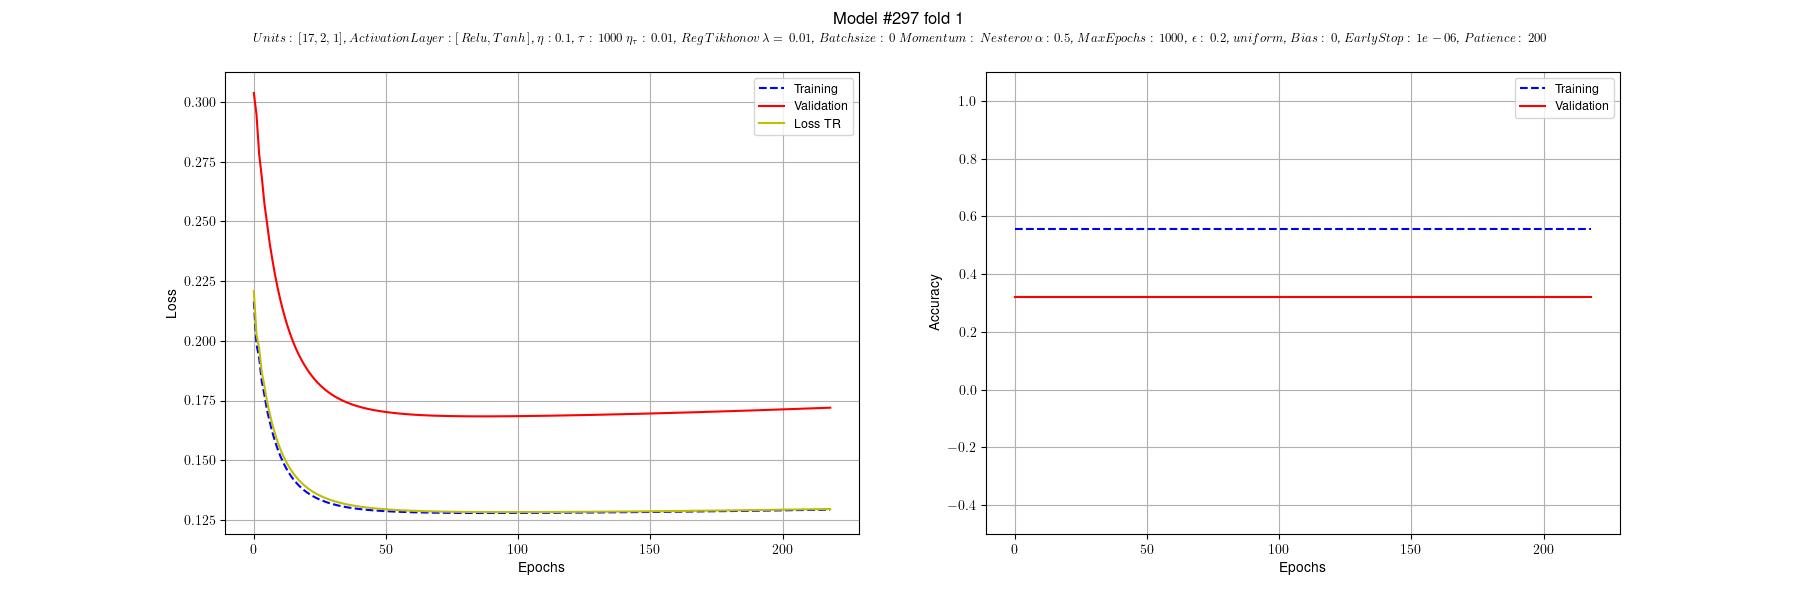 Model #297 fold 1
Units : [17, 2, 1], ActivationLayer : [Relu, Tanh], η : 0.1, τ : 1000 η_τ : 0.01, RegTikhonov λ = 0.01, Batchsize : 0 Momentum : Nesterov α : 0.5, MaxEpochs : 1000, ϵ : 0.2, uniform, Bias : 0, EarlyStop : 1e − 06, Patience : 200
Loss
0.300
0.275
0.250
0.225
0.200
0.175
0.150
0.125
0 50 100 150 200
Epochs
Training
Validation
Loss TR
Accuracy
1.0
0.8
0.6
0.4
0.2
0.0
−0.2
−0.4
0 50 100 150 200
Epochs
Training
Validation